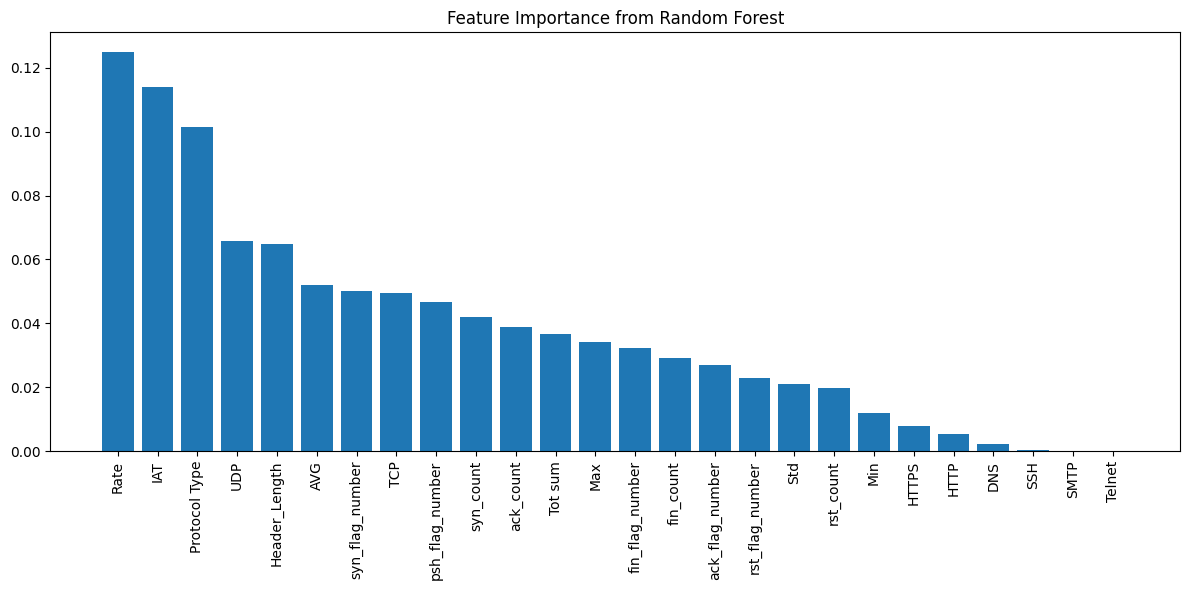 Feature Importance from Random Forest
0.12
0.10
0.08
0.06
0.04
0.02
0.00
Rate
IAT
Protocol Type
UDP
Header_Length
AVG
syn_flag_number
TCP
psh_flag_number
syn_count
ack_count
Tot sum
Max
fin_flag_number
fin_count
ack_flag_number
rst_flag_number
Std
rst_count
Min
HTTPS
HTTP
DNS
SSH
SMTP
Telnet